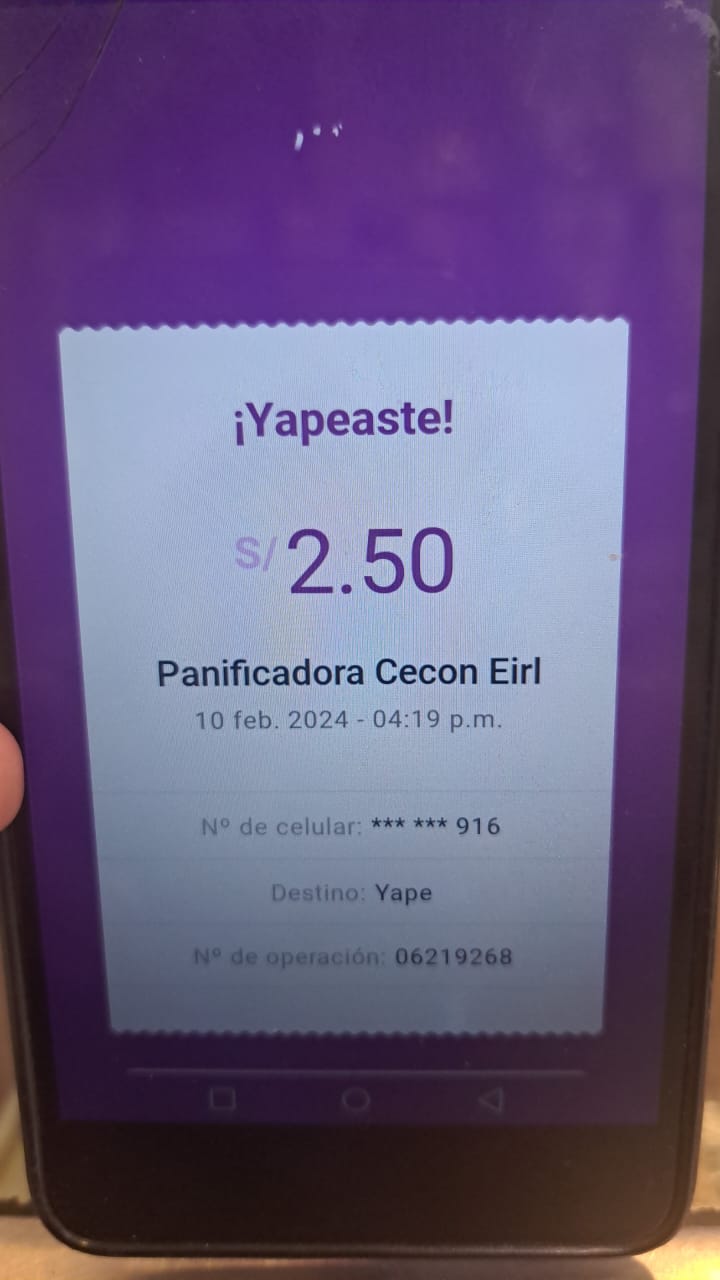 ¡Yapeaste!
S/ 2.50
Panificadora Cecon Eirl
10 feb. 2024 - 04:19 p.m.
Nº de celular: *** *** 916
Destino: Yape
Nº de operación: 06219268